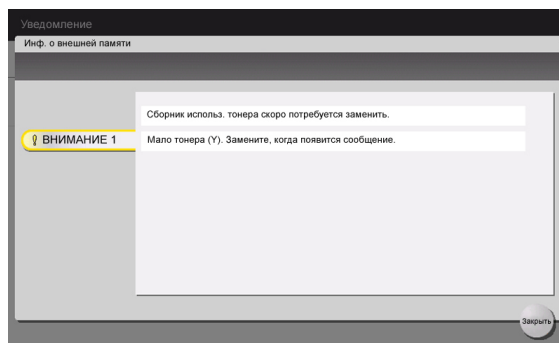 Уведомление
Инф. о внешней памяти
Сборник использ. тонера скоро потребуется заменить.
ВНИМАНИЕ 1
Мало тонера (Y). Замените, когда появится сообщение.
Закрыть